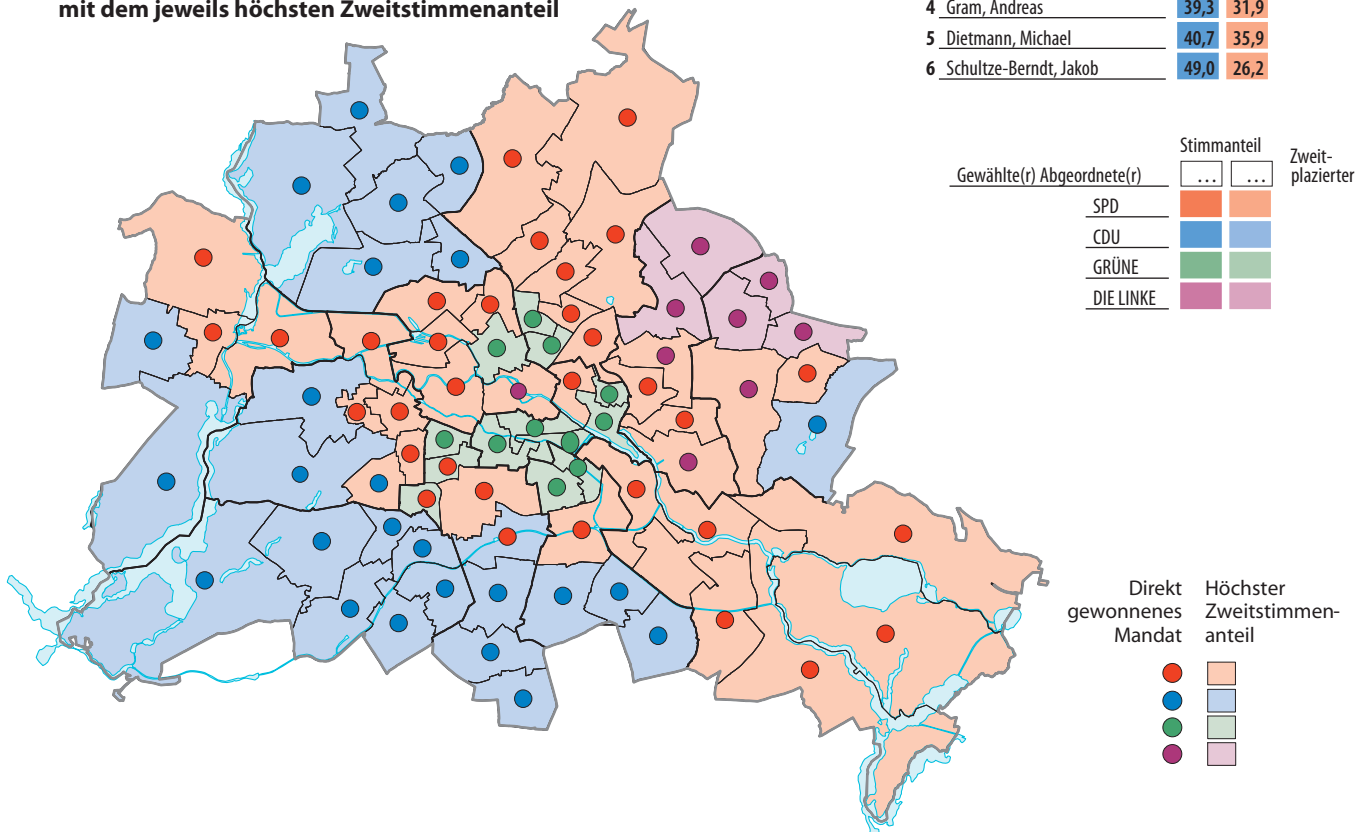 mit dem jeweils höchsten Zweitstimmenanteil
4 Gram, Andreas 39,3 31,9
5 Dietmann, Michael 40,7 35,9
6 Schultze-Berndt, Jakob 49,0 26,2
Stimmanteil
Gewählte(r) Abgeordnete(r) ... ... Zweit-
plazierter
SPD
CDU
GRÜNE
DIE LINKE
Direkt Höchster
gewonnenes Zweitstimmen-
Mandat anteil